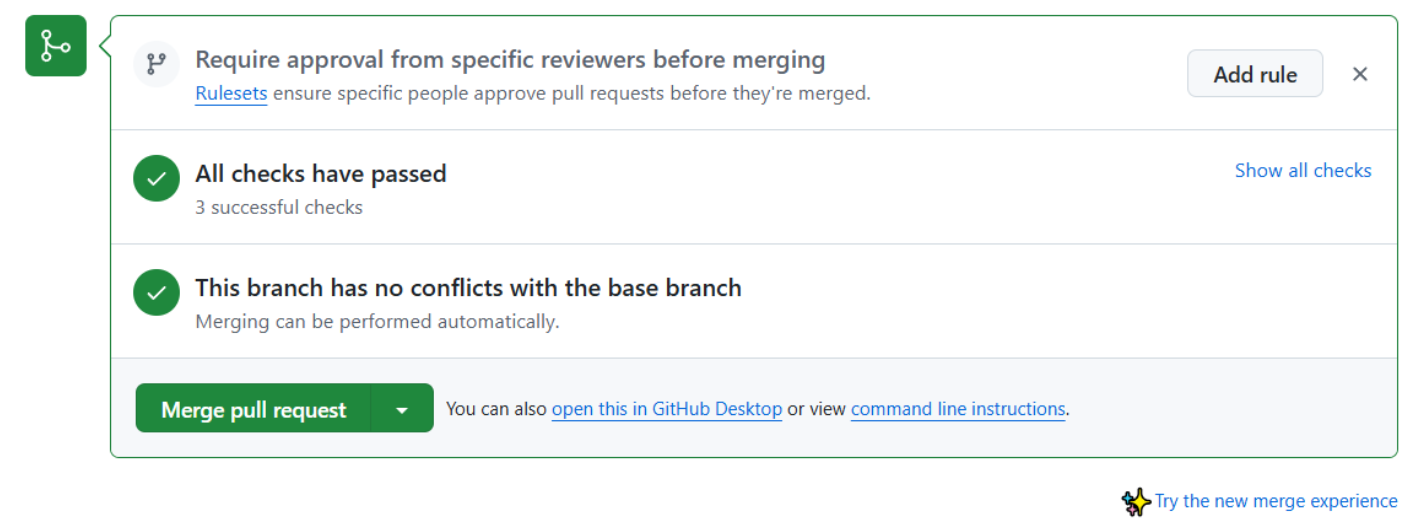 Require approval from specific reviewers before merging
Add rule
Rulesets ensure specific people approve pull requests before they're merged.
All checks have passed
Show all checks
3 successful checks
This branch has no conflicts with the base branch
Merging can be performed automatically.
Merge pull request
You can also open this in GitHub Desktop or view command line instructions.
Try the new merge experience